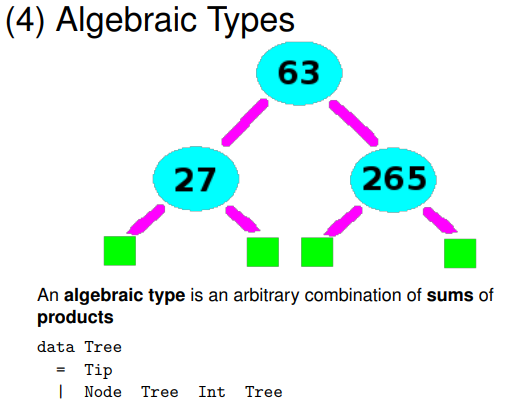 (4) Algebraic Types
63
27 265
An algebraic type is an arbitrary combination of sums of
products
data Tree
= Tip
| Node Tree Int Tree